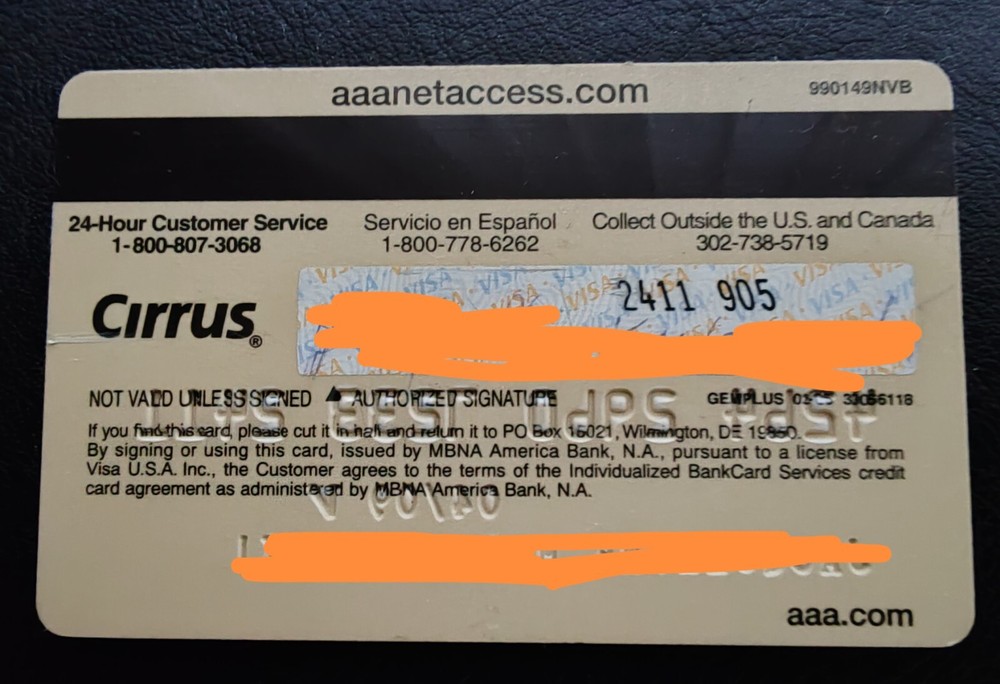 aaanetaccess.com 990149NVB
24-Hour Customer Service Servicio en Español Collect Outside the U.S. and Canada
1-800-807-3068 1-800-778-6262 302-738-5719
Cirrus® 2411 905
NOT VALID UNLESS SIGNED ▲ AUTHORIZED SIGNATURE GEMPLUS
If you find this card, please cut it in half and return it to PO Box 15021, Wilmington, DE 19850.
By signing or using this card, issued by MBNA America Bank, N.A., pursuant to a license from
Visa U.S.A. Inc., the Customer agrees to the terms of the Individualized BankCard Services credit
card agreement as administered by MBNA America Bank, N.A.
aaa.com